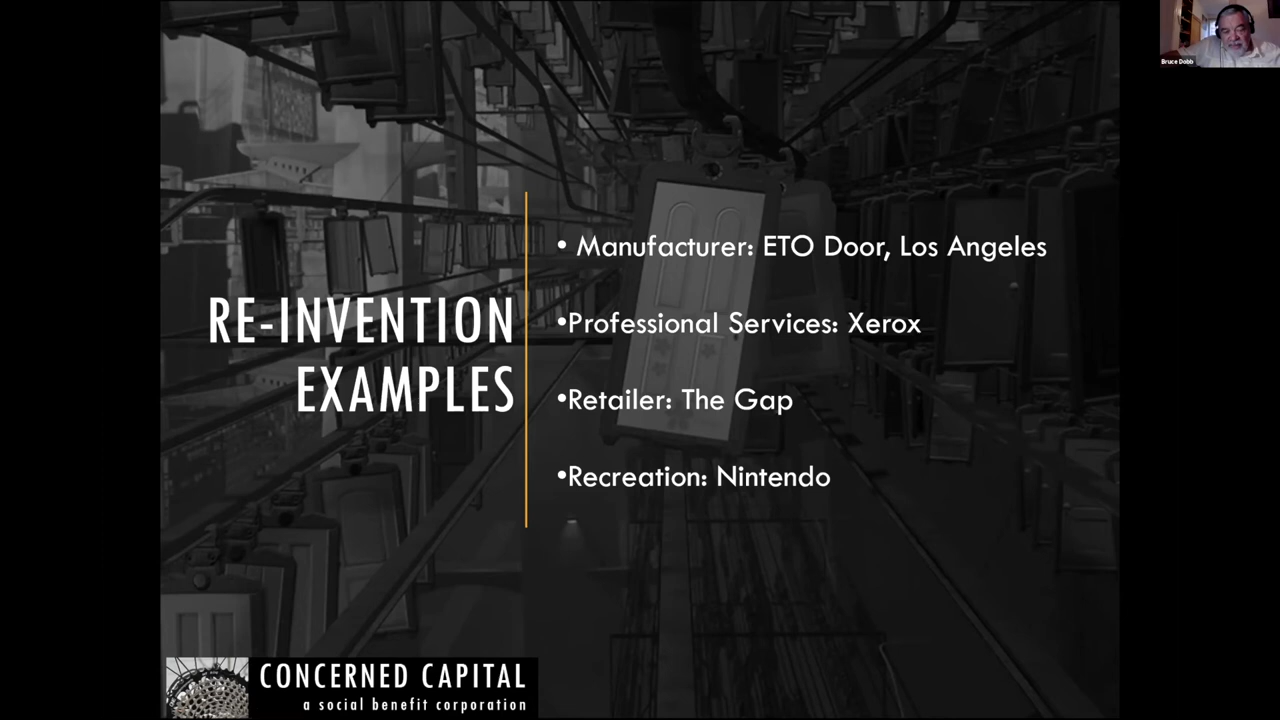 Bruce Dobb
RE-INVENTION
EXAMPLES
• Manufacturer: ETO Door, Los Angeles
•Professional Services: Xerox
•Retailer: The Gap
•Recreation: Nintendo
CONCERNED CAPITAL
a social benefit corporation